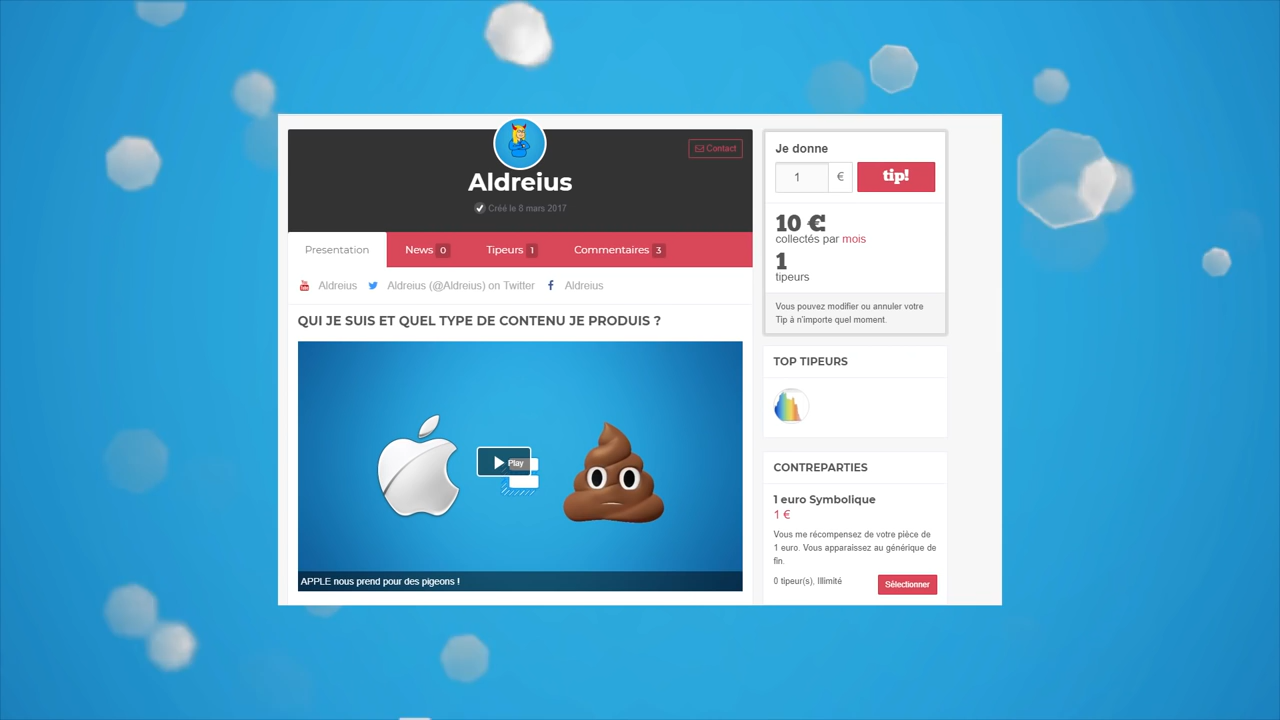 Contact
Aldreius
Créé le 8 mars 2017
Presentation
News 0
Tipeurs 1
Commentaires 3
Aldreius
Aldreius (@Aldreius) on Twitter
Aldreius
QUI JE SUIS ET QUEL TYPE DE CONTENU JE PRODUIS ?
Play
APPLE nous prend pour des pigeons !
Je donne
1 €
tip!
10 €
collectés par mois
1
tipeurs
Vous pouvez modifier ou annuler votre
Tip à n'importe quel moment.
TOP TIPEURS
CONTREPARTIES
1 euro Symbolique
1 €
Vous me récompensez de votre pièce de
1 euro. Vous apparaissez au générique de
fin.
0 tipeur(s), Illimité
Sélectionner